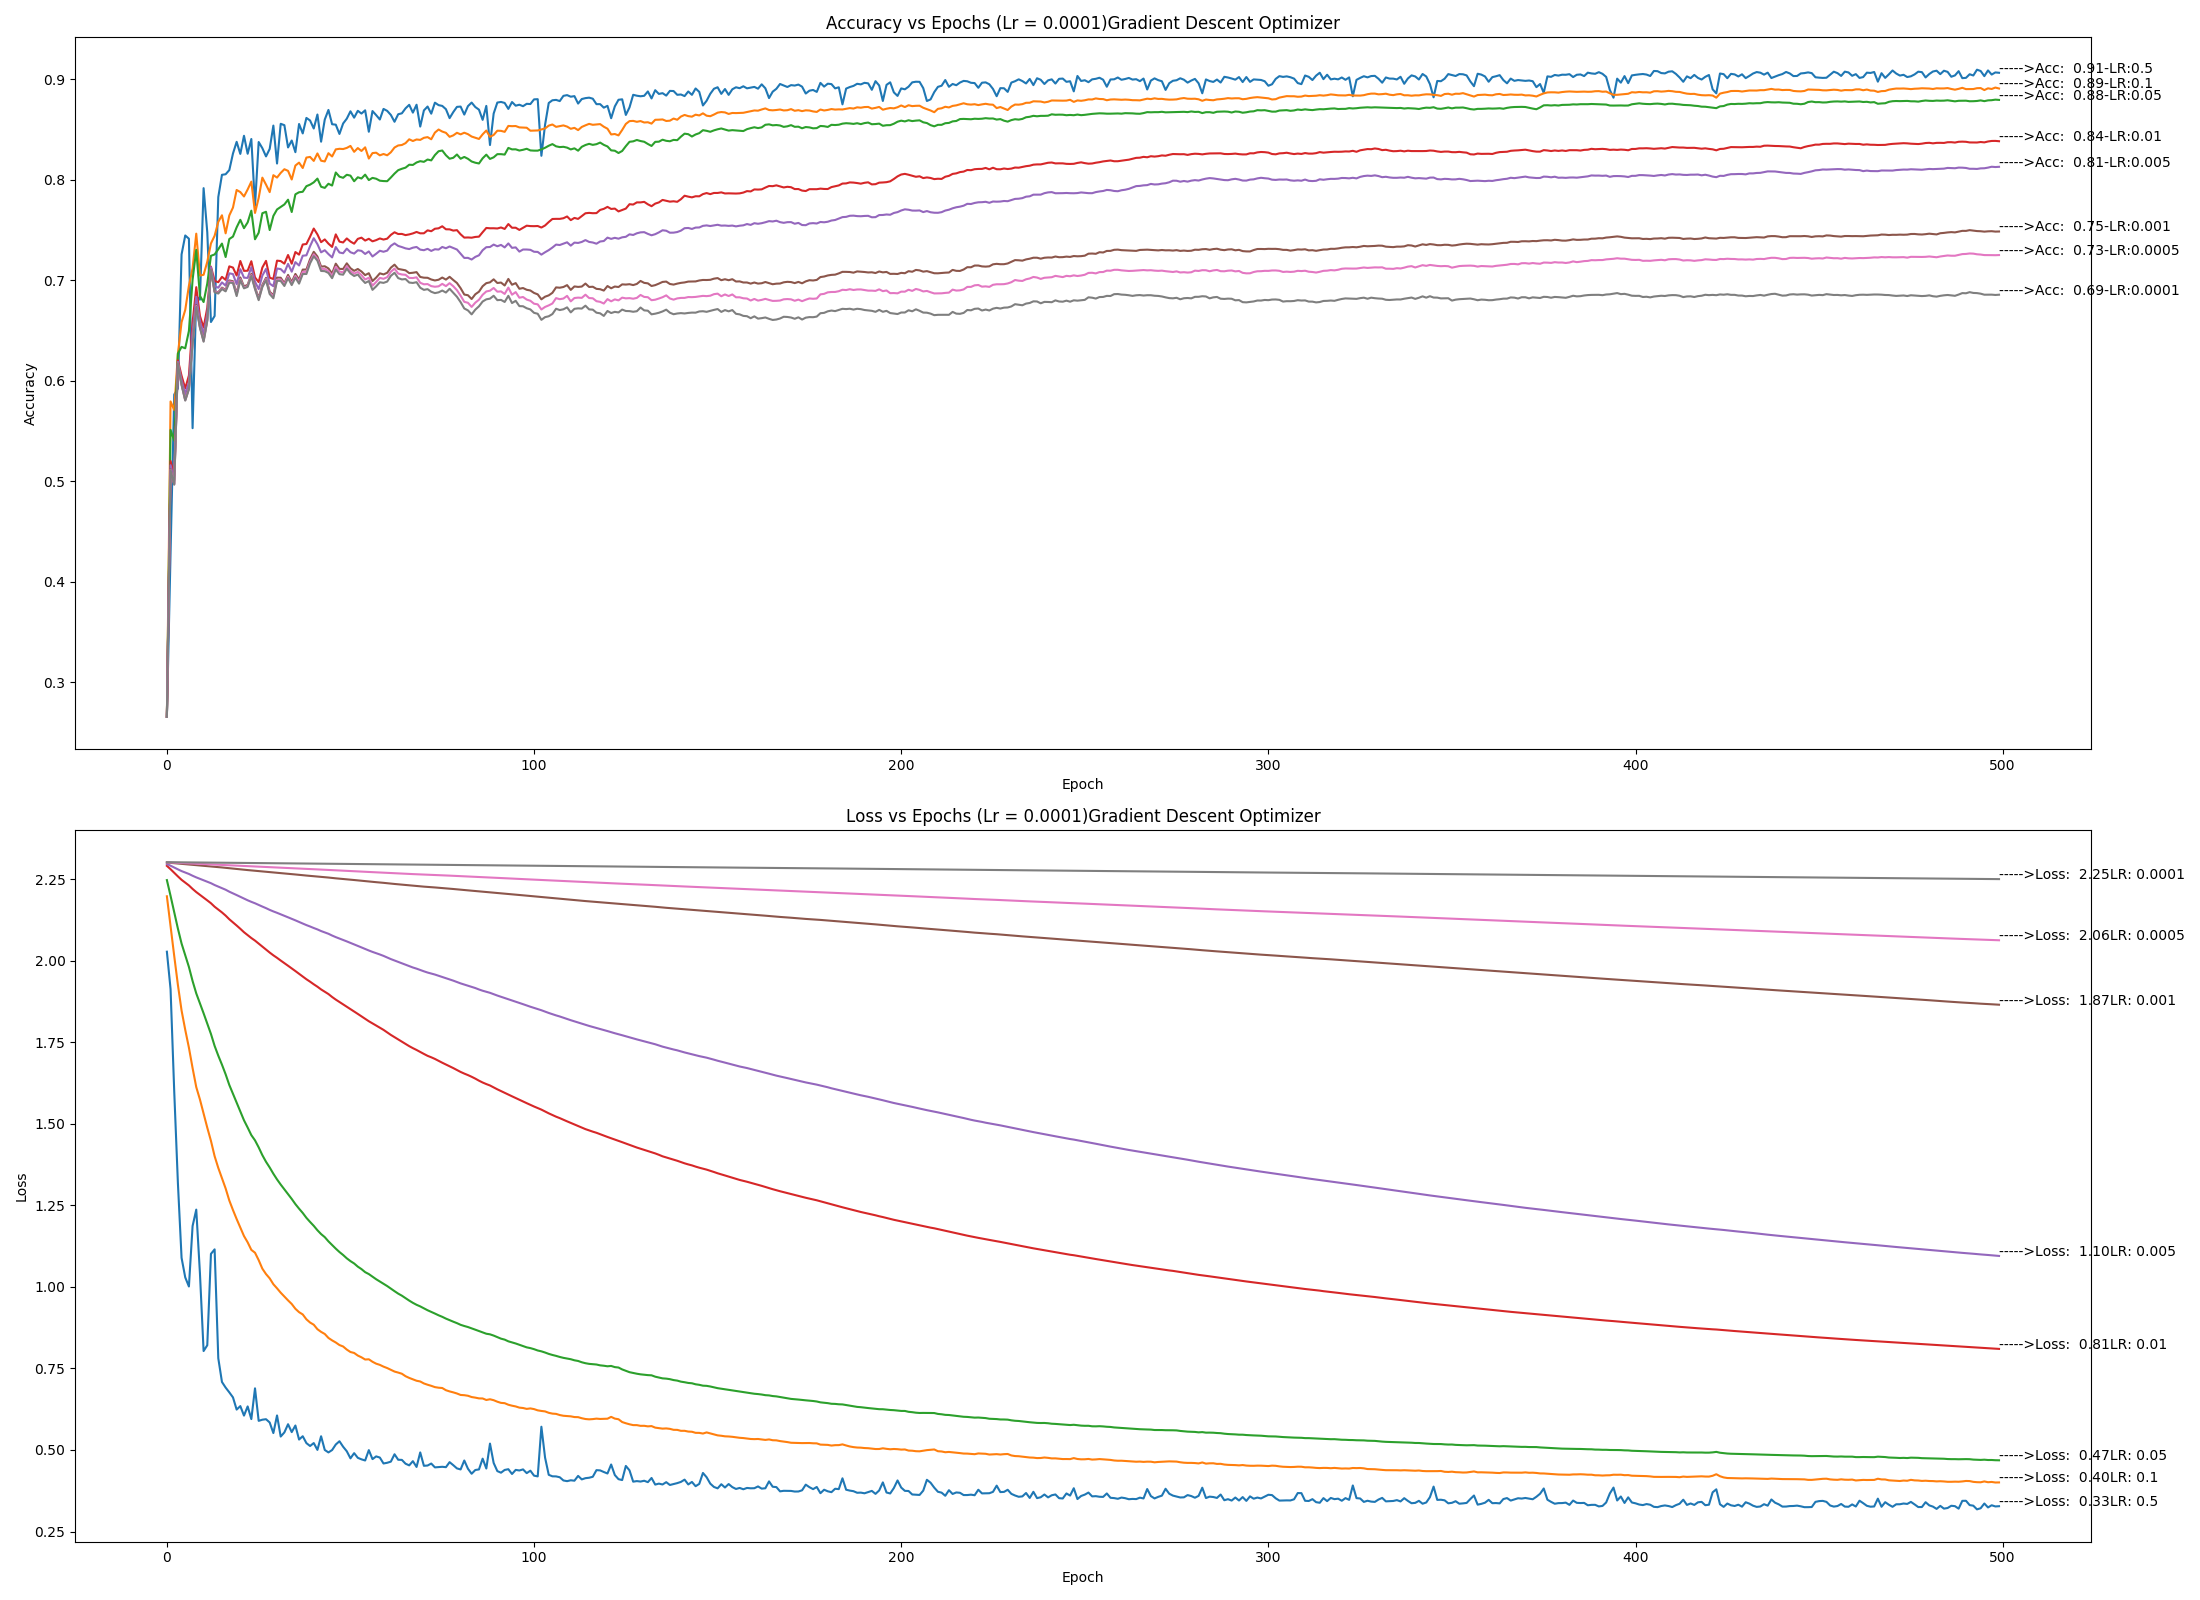 Accuracy vs Epochs (Lr = 0.0001)Gradient Descent Optimizer
0.9
0.8
0.7
0.6
0.5
0.4
0.3
Accuracy
----->Acc:  0.91-LR:0.5
----->Acc:  0.89-LR:0.1
----->Acc:  0.88-LR:0.05
----->Acc:  0.84-LR:0.01
----->Acc:  0.81-LR:0.005
----->Acc:  0.75-LR:0.001
----->Acc:  0.73-LR:0.0005
----->Acc:  0.69-LR:0.0001
0 100 200 300 400 500
Epoch
Loss vs Epochs (Lr = 0.0001)Gradient Descent Optimizer
2.25
2.00
1.75
1.50
1.25
1.00
0.75
0.50
0.25
Loss
----->Loss:  2.25LR: 0.0001
----->Loss:  2.06LR: 0.0005
----->Loss:  1.87LR: 0.001
----->Loss:  1.10LR: 0.005
----->Loss:  0.81LR: 0.01
----->Loss:  0.47LR: 0.05
----->Loss:  0.40LR: 0.1
----->Loss:  0.33LR: 0.5
0 100 200 300 400 500
Epoch